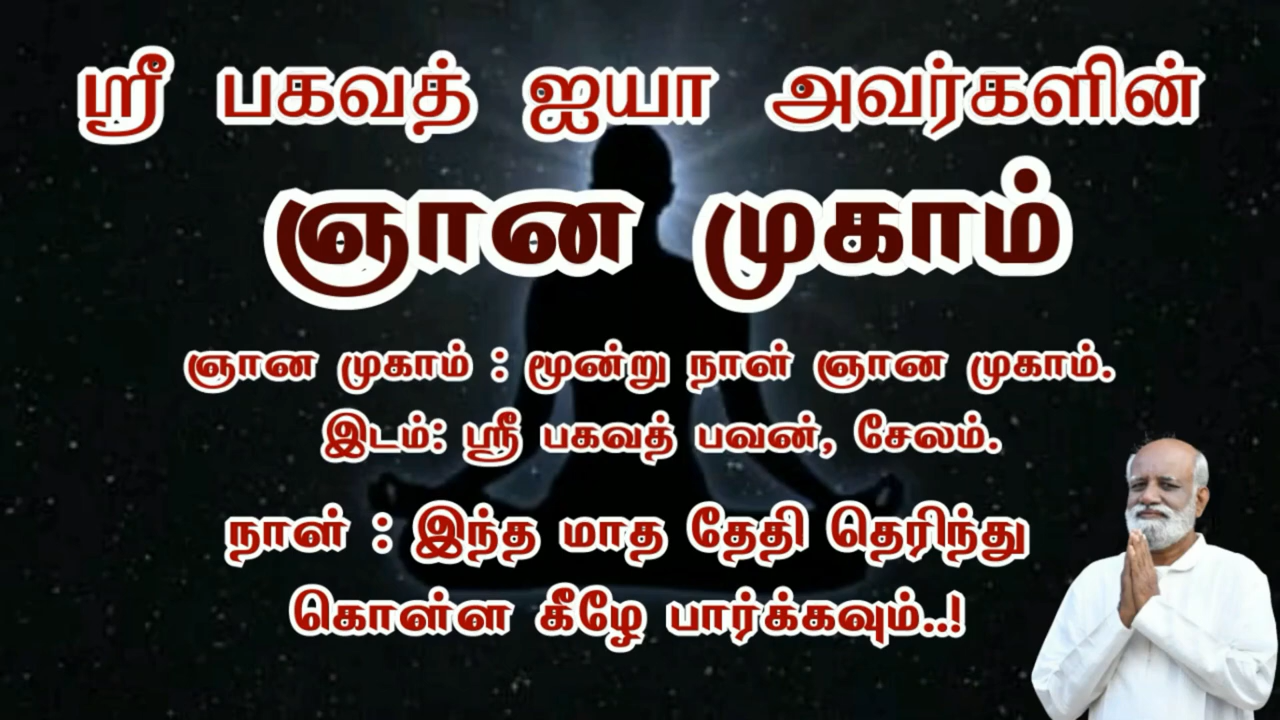 ஸ்ரீ பகவத் ஐயா அவர்களின்
ஞான முகாம்
ஞான முகாம் : மூன்று நாள் ஞான முகாம்.
இடம்: ஸ்ரீ பகவத் பவன், சேலம்.
நாள் : இந்த மாத தேதி தெரிந்து
கொள்ள கீழே பார்க்கவும்..!